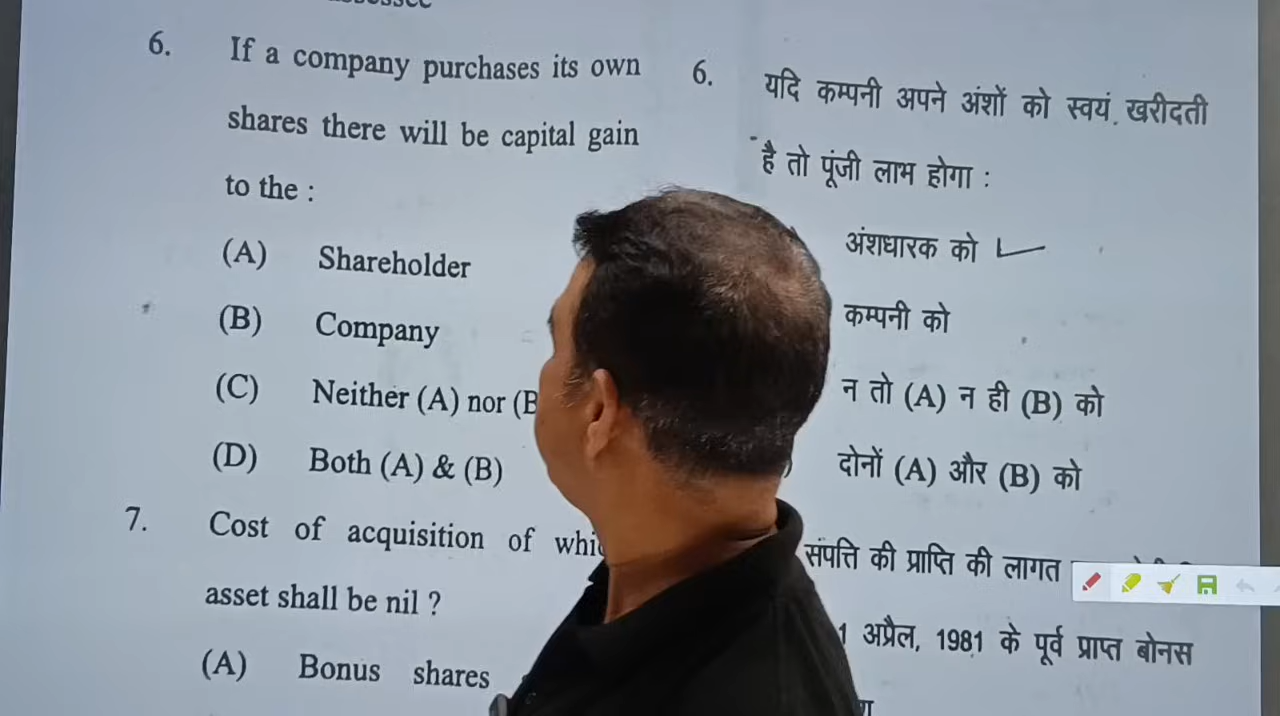 6. If a company purchases its own
shares there will be capital gain
to the :
(A) Shareholder
(B) Company
(C) Neither (A) nor (B
(D) Both (A) & (B)
7. Cost of acquisition of
asset shall be nil ?
(A) Bonus shares
6. यदि कम्पनी अपने अंशों को स्वयं खरीदती
है तो पूंजी लाभ होगा :
अंशधारक को
कम्पनी को
न तो (A) न ही (B) को
दोनों (A) और (B) को
संपत्ति की प्राप्ति की लागत
1 अप्रैल, 1981 के पूर्व प्राप्त बोनस